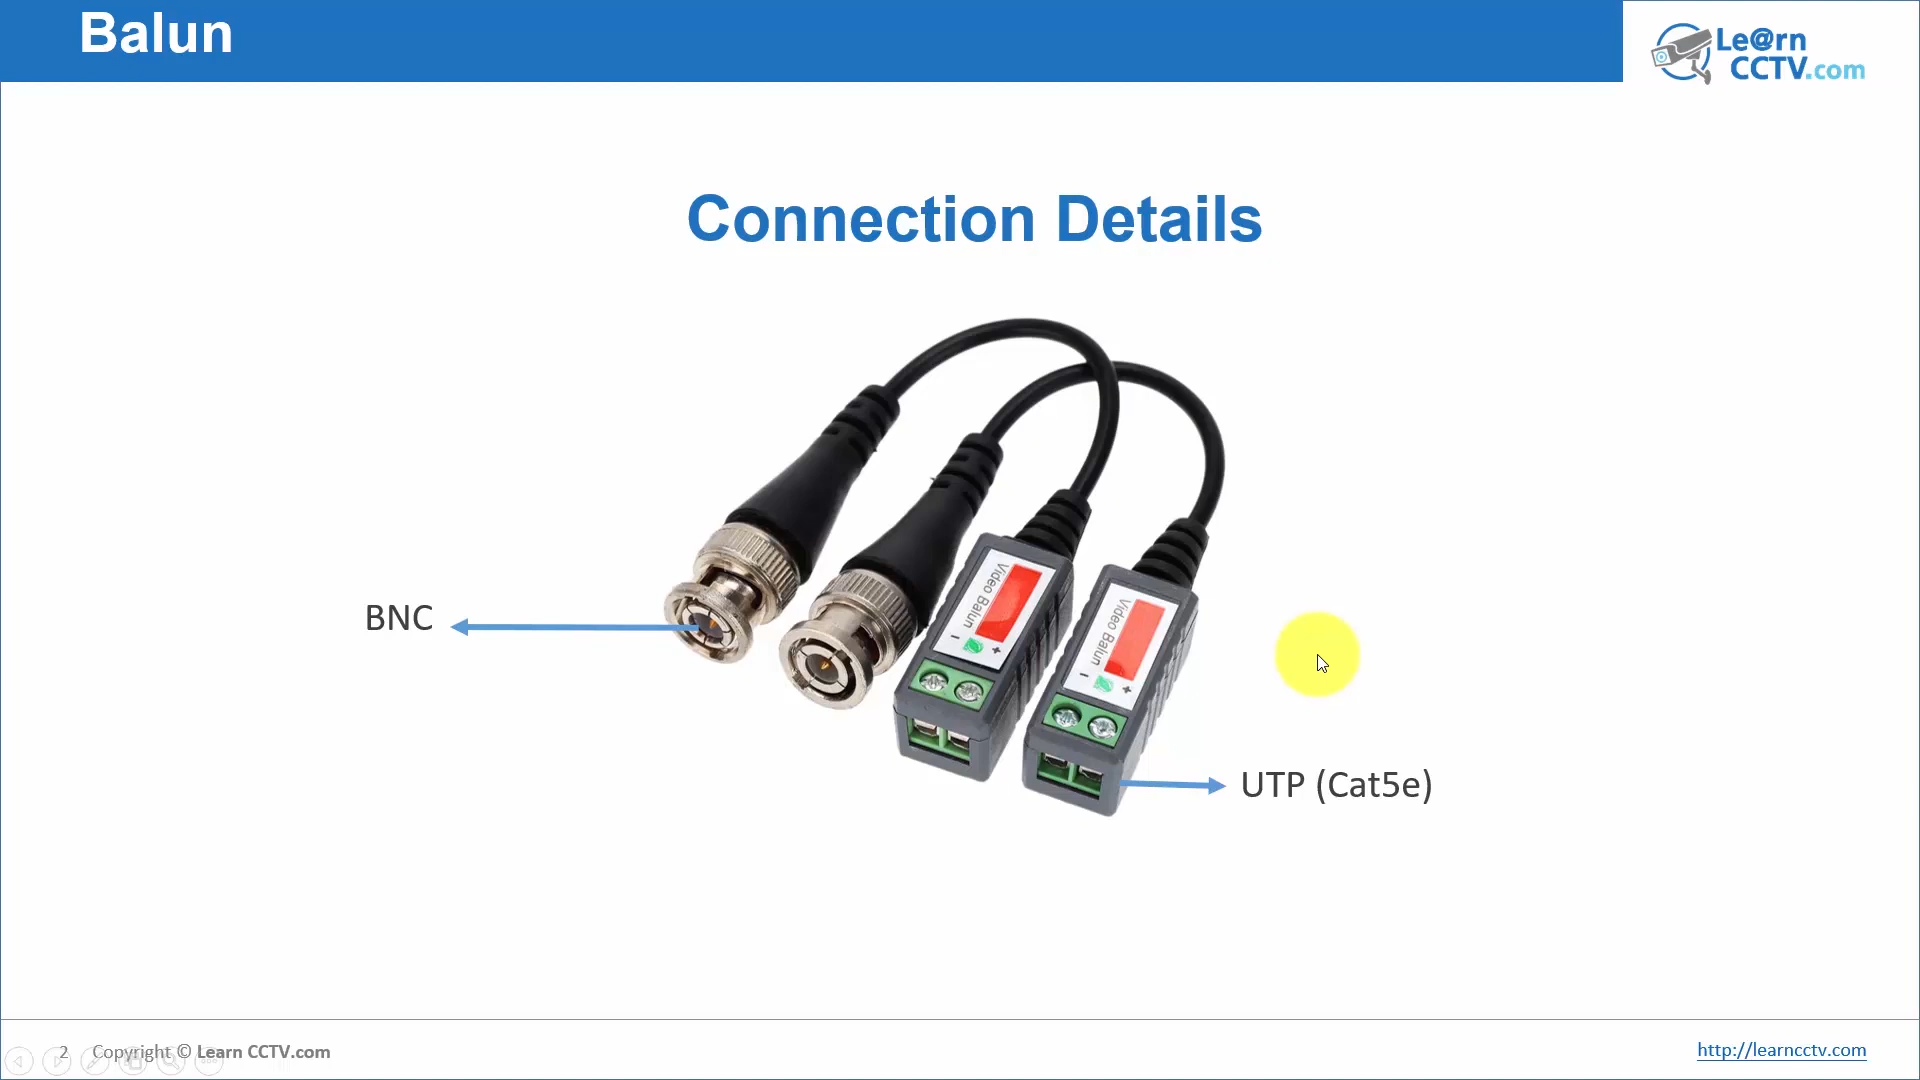 Balun
Le@rn
CCTV.com
Connection Details
Video Balun
- +
Video Balun
- +
BNC
UTP (Cat5e)
2 Copyright © Learn CCTV.com
http://learncctv.com